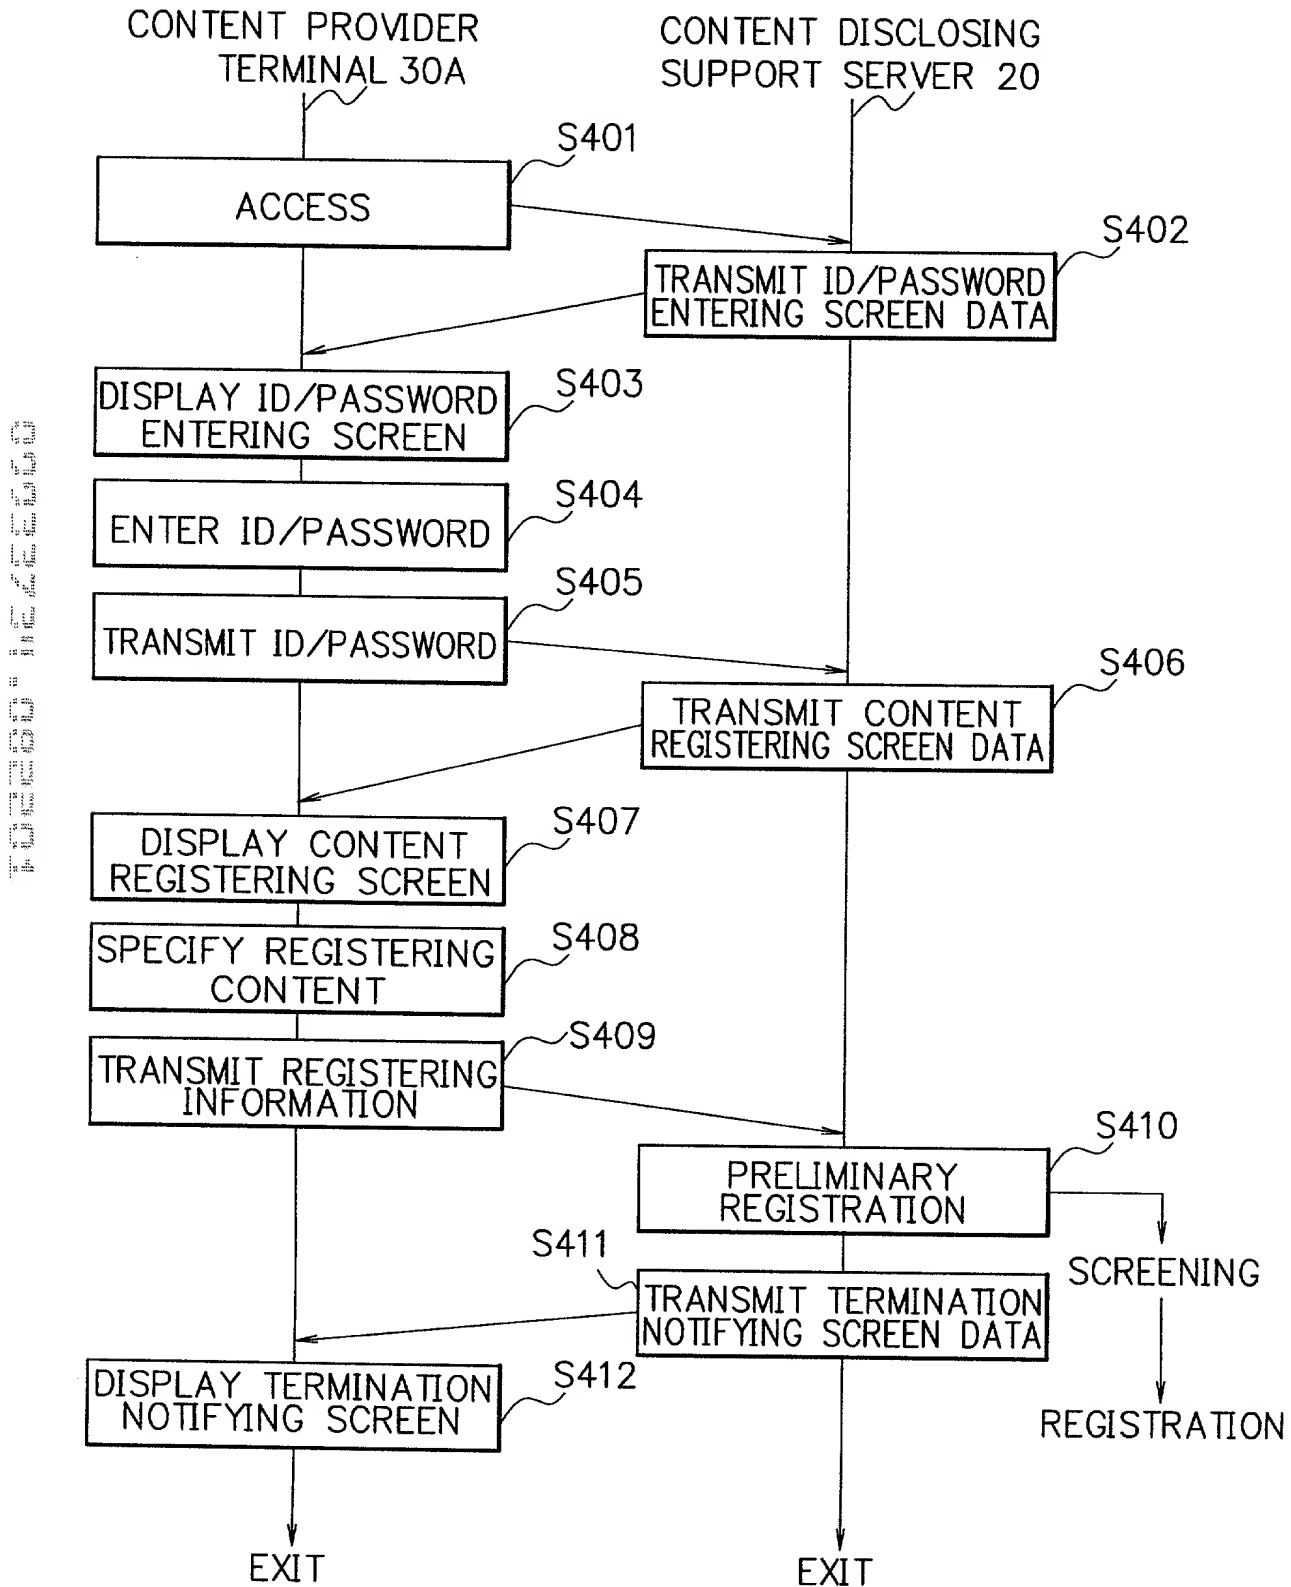 CONTENT PROVIDER
TERMINAL 30A
CONTENT DISCLOSING
SUPPORT SERVER 20
S401
ACCESS
S402
TRANSMIT ID/PASSWORD
ENTERING SCREEN DATA
S403
DISPLAY ID/PASSWORD
ENTERING SCREEN
S404
ENTER ID/PASSWORD
S405
TRANSMIT ID/PASSWORD
S406
TRANSMIT CONTENT
REGISTERING SCREEN DATA
S407
DISPLAY CONTENT
REGISTERING SCREEN
S408
SPECIFY REGISTERING
CONTENT
S409
TRANSMIT REGISTERING
INFORMATION
S410
PRELIMINARY
REGISTRATION
SCREENING
REGISTRATION
S411
TRANSMIT TERMINATION
NOTIFYING SCREEN DATA
S412
DISPLAY TERMINATION
NOTIFYING SCREEN
EXIT
EXIT